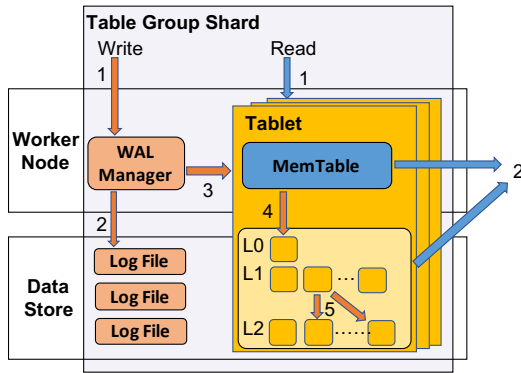 Table Group Shard
Write
Read
1
1
Tablet
Worker
Node
WAL
Manager
MemTable
3
2
2
4
Data
Store
Log File
Log File
Log File
L0
L1
...
5
L2
......